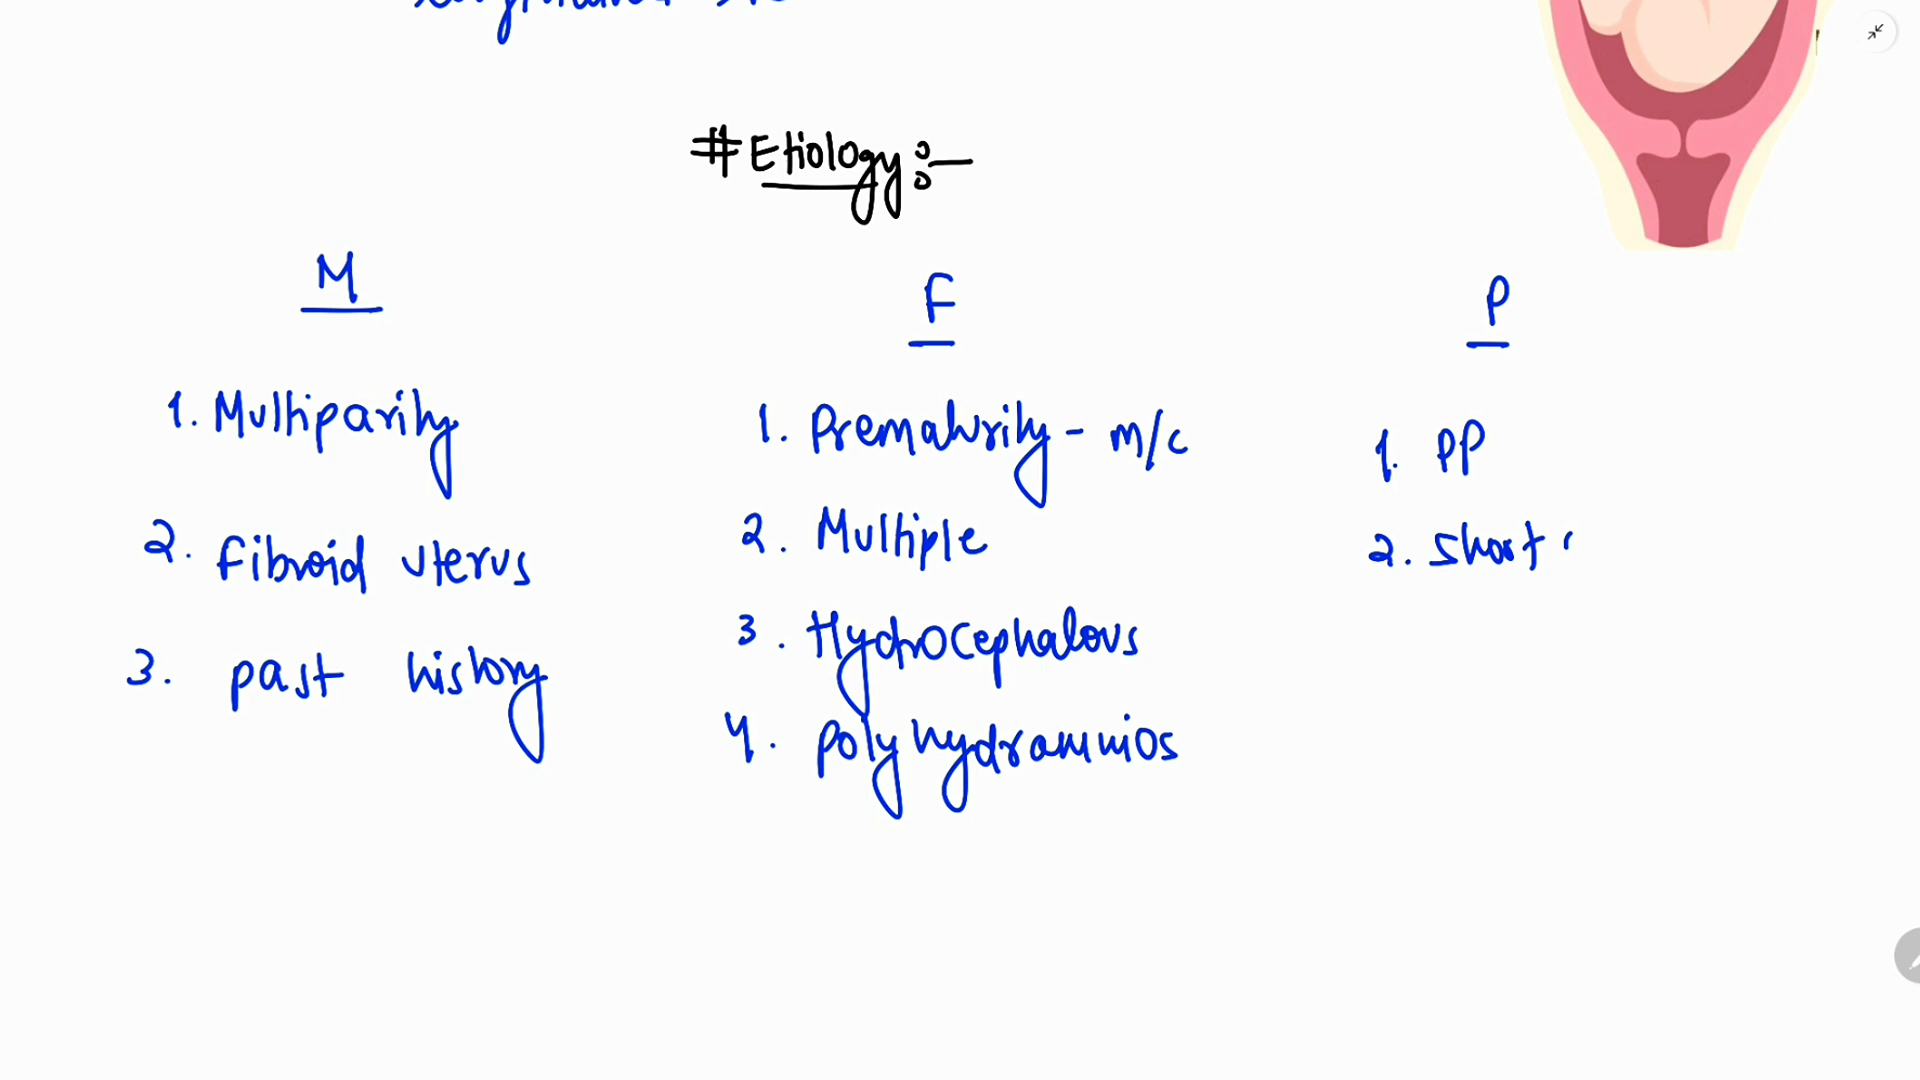 #Etiology:-
M
F
P
1. Multiparity
2. Fibroid uterus
3. past history
1. Prematurity - m/c
2. Multiple
3. Hydrocephalous
4. polyhydramnios
1. PP
2. Short